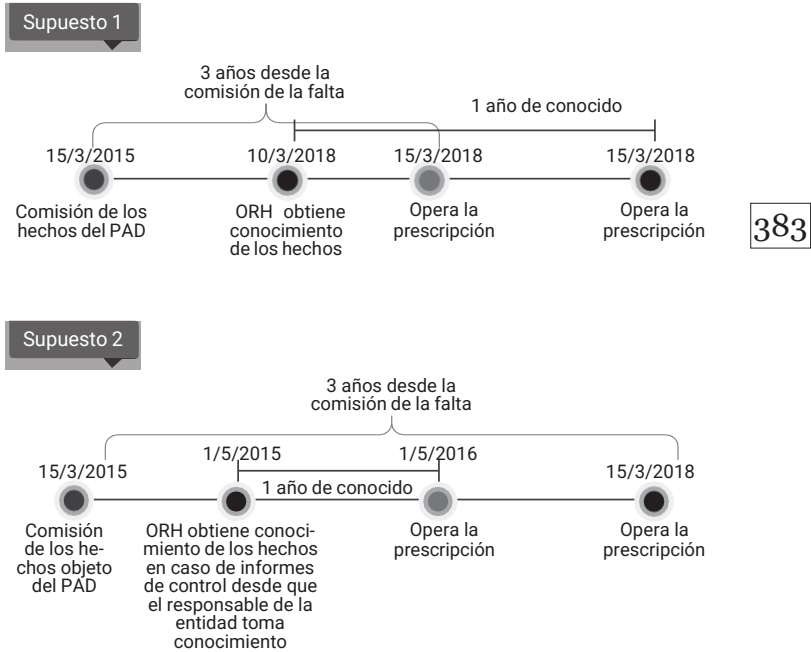 Supuesto 1
3 años desde la
comisión de la falta
1 año de conocido
15/3/2015
10/3/2018
15/3/2018
15/3/2018
Comisión de los
hechos del PAD
ORH obtiene
conocimiento
de los hechos
Opera la
prescripción
Opera la
prescripción
383
Supuesto 2
3 años desde la
comisión de la falta
15/3/2015
1/5/2015
1/5/2016
15/3/2018
1 año de conocido
Comisión
de los he-
chos objeto
del PAD
ORH obtiene conoci-
miento de los hechos
en caso de informes
de control desde que
el responsable de la
entidad toma
conocimiento
Opera la
prescripción
Opera la
prescripción